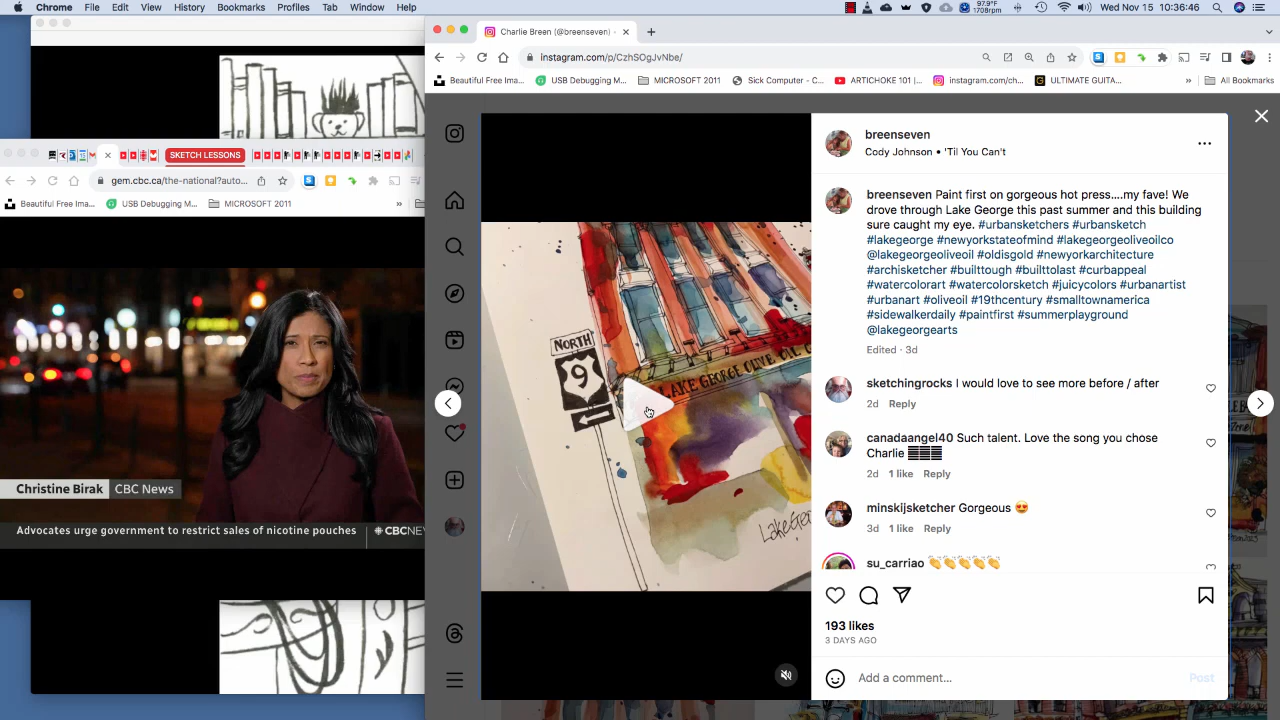 Chrome File Edit View History Bookmarks Profiles Tab Window Help
97.9°F
1708rpm
Wed Nov 15 10:36:46
Charlie Breen (@breenseven) ·
instagram.com/p/CzhSOgJvNbe/
Beautiful Free Ima... USB Debugging M... MICROSOFT 2011 Sick Computer - C... ARTICHOKE 101 |... instagram.com/ch... ULTIMATE GUITA... » All Bookmarks
SKETCH LESSONS
gem.cbc.ca/the-national?auto...
Beautiful Free Ima... USB Debugging M... MICROSOFT 2011 »
Christine Birak CBC News
Advocates urge government to restrict sales of nicotine pouches CBCNEW
NORTH
9
LAKE GEORGE OLIVE OIL C
LakeGeo
breenseven
Cody Johnson • 'Til You Can't
breenseven Paint first on gorgeous hot press....my fave! We
drove through Lake George this past summer and this building
sure caught my eye. #urbansketchers #urbansketch
#lakegeorge #newyorkstateofmind #lakegeorgeoliveoilco
@lakegeorgeoliveoil #oldisgold #newyorkarchitecture
#archisketcher #builttough #builttolast #curbappeal
#watercolorart #watercolorsketch #juicycolors #urbanartist
#urbanart #oliveoil #19thcentury #smalltownamerica
#sidewalkerdaily #paintfirst #summerplayground
@lakegeorgearts
Edited · 3d
sketchingrocks I would love to see more before / after
2d Reply
canadaangel40 Such talent. Love the song you chose
Charlie
2d 1 like Reply
minskijsketcher Gorgeous 😍
3d 1 like Reply
su_carriao 👏👏👏👏👏
193 likes
3 DAYS AGO
Add a comment...
Post